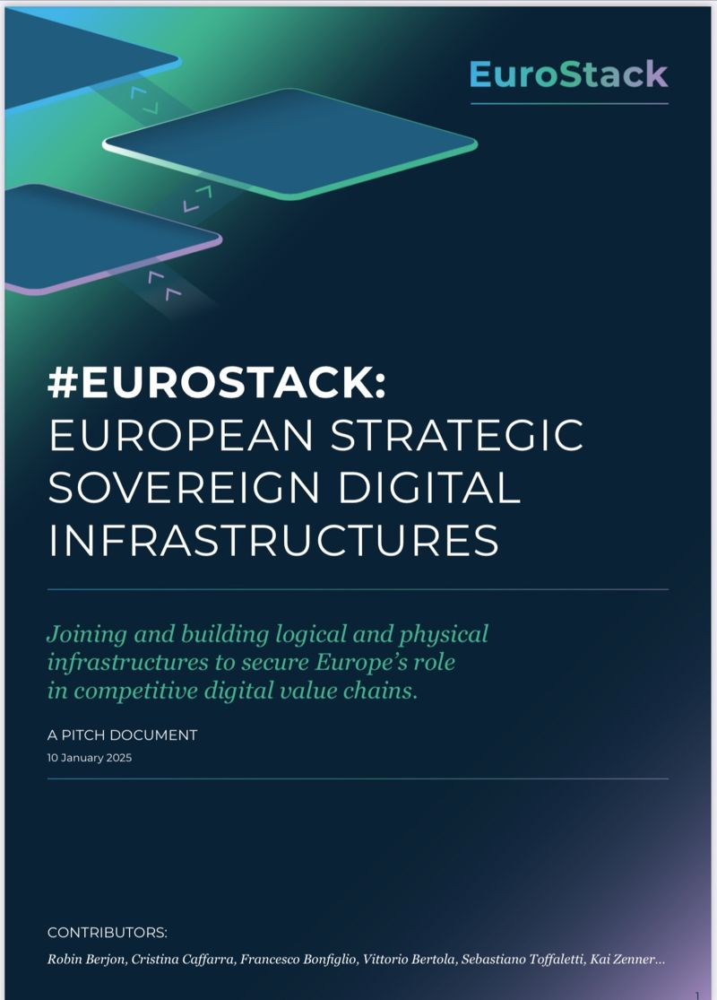 EuroStack
#EUROSTACK:
EUROPEAN STRATEGIC
SOVEREIGN DIGITAL
INFRASTRUCTURES
Joining and building logical and physical
infrastructures to secure Europe’s role
in competitive digital value chains.
A PITCH DOCUMENT
10 January 2025
CONTRIBUTORS:
Robin Berjon, Cristina Caffarra, Francesco Bonfiglio, Vittorio Bertola, Sebastiano Toffaletti, Kai Zenner...
1